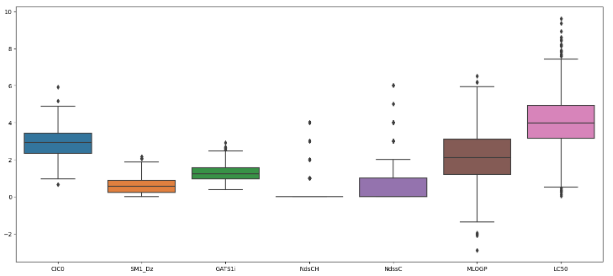 10
8
6
4
2
0
−2
CIC0
SM1_Dz
GATS1i
NdsCH
NdssC
MLOGP
LC50